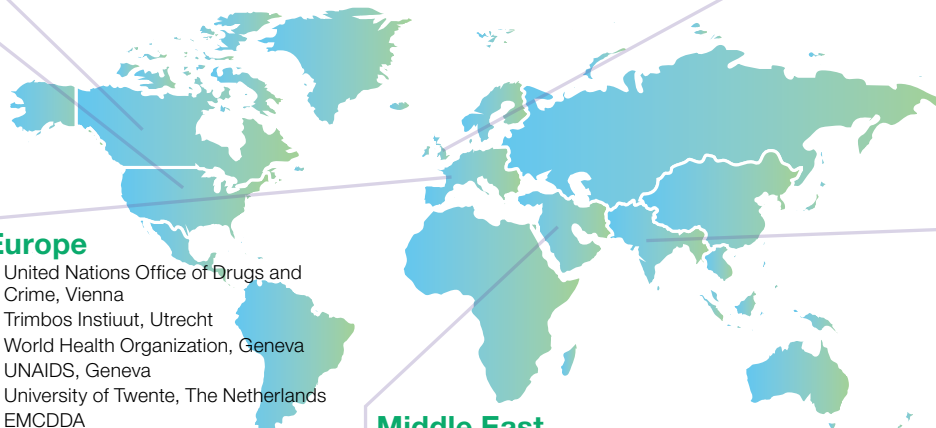 Europe
United Nations Office of Drugs and
Crime, Vienna
Trimbos Instiuut, Utrecht
World Health Organization, Geneva
UNAIDS, Geneva
University of Twente, The Netherlands
EMCDDA
Middle East